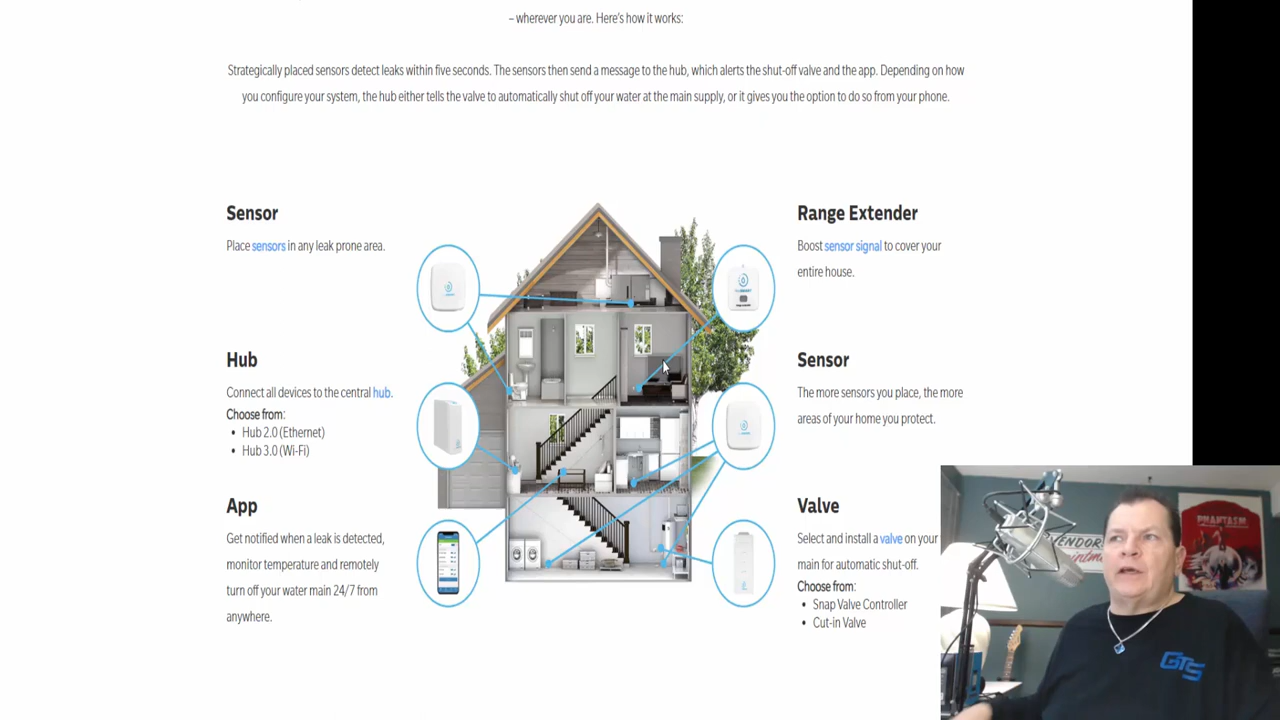 – wherever you are. Here's how it works:
Strategically placed sensors detect leaks within five seconds. The sensors then send a message to the hub, which alerts the shut-off valve and the app. Depending on how
you configure your system, the hub either tells the valve to automatically shut off your water at the main supply, or it gives you the option to do so from your phone.
Sensor
Place sensors in any leak prone area.
Hub
Connect all devices to the central hub.
Choose from:
• Hub 2.0 (Ethernet)
• Hub 3.0 (Wi-Fi)
App
Get notified when a leak is detected,
monitor temperature and remotely
turn off your water main 24/7 from
anywhere.
Range Extender
Boost sensor signal to cover your
entire house.
Sensor
The more sensors you place, the more
areas of your home you protect.
Valve
Select and install a valve on your
main for automatic shut-off.
Choose from:
• Snap Valve Controller
• Cut-in Valve
PHANTASM
VENDORS
GTS